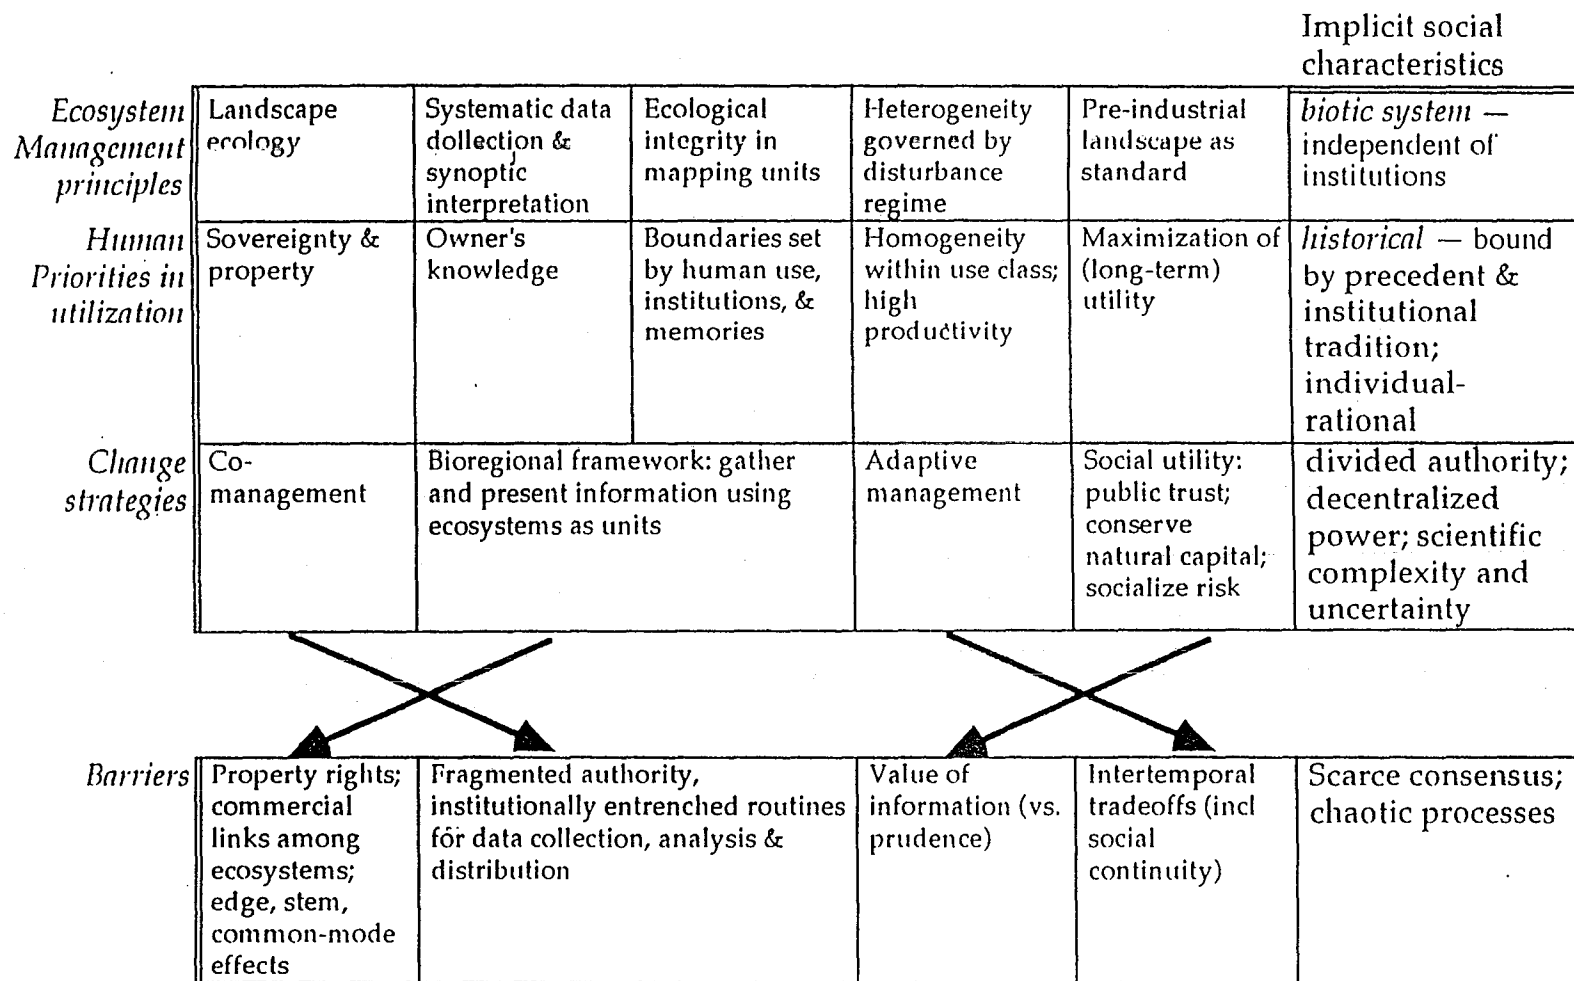 Implicit social
characteristics
Ecosystem
Management
principles
Landscape
ecology
Systematic data
dollection &
synoptic
interpretation
Ecological
integrity in
mapping units
Heterogeneity
governed by
disturbance
regime
Pre-industrial
landscape as
standard
biotic system —
independent of
institutions
Human
Priorities in
utilization
Sovereignty &
property
Owner's
knowledge
Boundaries set
by human use,
institutions, &
memories
Homogeneity
within use class;
high
productivity
Maximization of
(long-term)
utility
historical — bound
by precedent &
institutional
tradition;
individual-
rational
Change
strategies
Co-
management
Bioregional framework: gather
and present information using
ecosystems as units
Adaptive
management
Social utility:
public trust;
conserve
natural capital;
socialize risk
divided authority;
decentralized
power; scientific
complexity and
uncertainty
Barriers
Property rights;
commercial
links among
ecosystems;
edge, stem,
common-mode
effects
Fragmented authority,
institutionally entrenched routines
for data collection, analysis &
distribution
Value of
information (vs.
prudence)
Intertemporal
tradeoffs (incl
social
continuity)
Scarce consensus;
chaotic processes